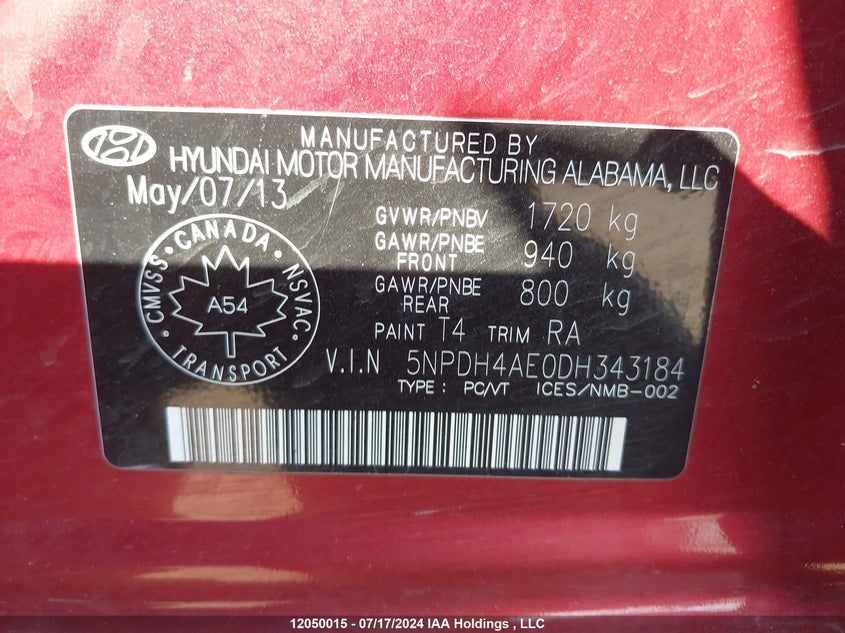 MANUFACTURED BY
HYUNDAI MOTOR MANUFACTURING ALABAMA, LLC
May/07/13
GVWR/PNBV 1720 kg
GAWR/PNBE FRONT 940 kg
GAWR/PNBE REAR 800 kg
PAINT T4 TRIM RA
V.I.N 5NPDH4AE0DH343184
TYPE : PC/VT ICES/NMB-002
CANADA
CMVSS • NSVAC
A54
TRANSPORT
12050015 - 07/17/2024 IAA Holdings , LLC